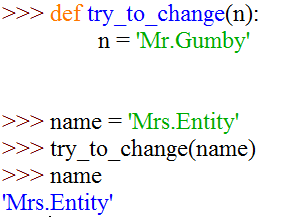 >>> def try_to_change(n):
n = 'Mr.Gumby'
>>> name = 'Mrs.Entity'
>>> try_to_change(name)
>>> name
'Mrs.Entity'